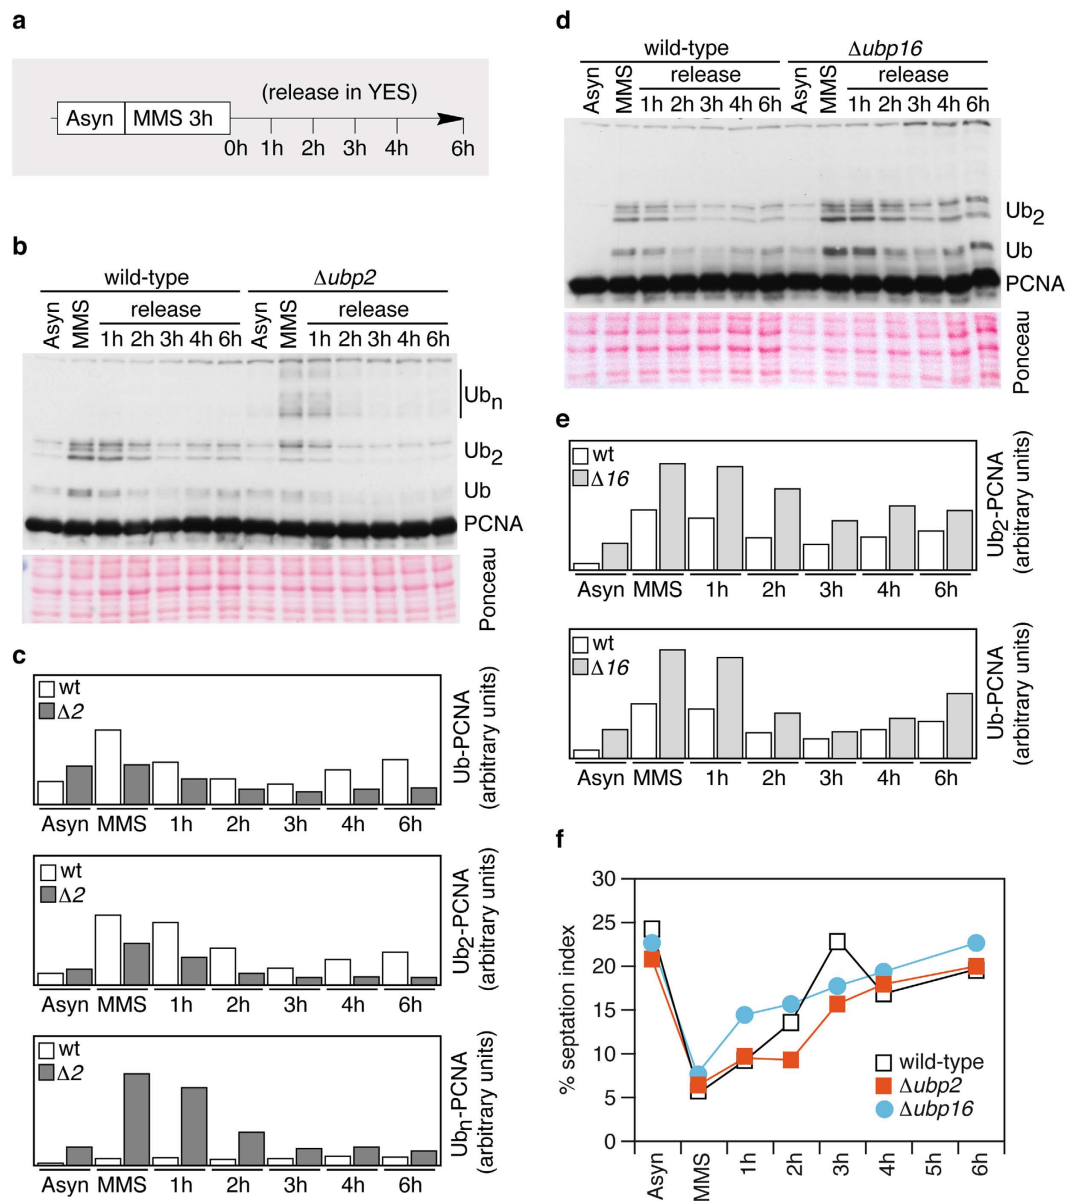 a
(release in YES)
Asyn MMS 3h
0h 1h 2h 3h 4h 6h
b
wild-type Δubp2
Asyn MMS release Asyn MMS release
1h 2h 3h 4h 6h 1h 2h 3h 4h 6h
Ubn
Ub2
Ub
PCNA
Ponceau
c
wt
Δ2
Ub-PCNA
(arbitrary units)
Asyn MMS 1h 2h 3h 4h 6h
wt
Δ2
Ub2-PCNA
(arbitrary units)
Asyn MMS 1h 2h 3h 4h 6h
wt
Δ2
Ubn-PCNA
(arbitrary units)
Asyn MMS 1h 2h 3h 4h 6h
d
wild-type Δubp16
Asyn MMS release Asyn MMS release
1h 2h 3h 4h 6h 1h 2h 3h 4h 6h
Ub2
Ub
PCNA
Ponceau
e
wt
Δ16
Ub2-PCNA
(arbitrary units)
Asyn MMS 1h 2h 3h 4h 6h
wt
Δ16
Ub-PCNA
(arbitrary units)
Asyn MMS 1h 2h 3h 4h 6h
f
% septation index
30
25
20
15
10
5
0
wild-type
Δubp2
Δubp16
Asyn MMS 1h 2h 3h 4h 5h 6h